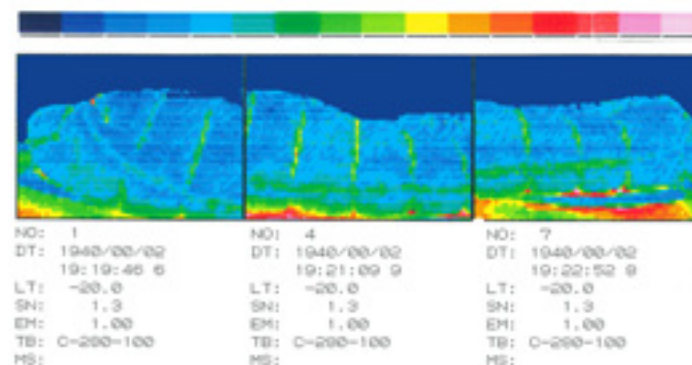 NO: 1
DT: 1940/00/02
19:19:46 6
LT: -20.0
SN: 1.3
EM: 1.00
TB: C-280-100
MS:
NO: 4
DT: 1940/00/02
19:21:09 9
LT: -20.0
SN: 1.3
EM: 1.00
TB: C-280-100
MS:
NO: 7
DT: 1940/00/02
19:22:52 8
LT: -20.0
SN: 1.3
EM: 1.00
TB: C-280-100
MS: